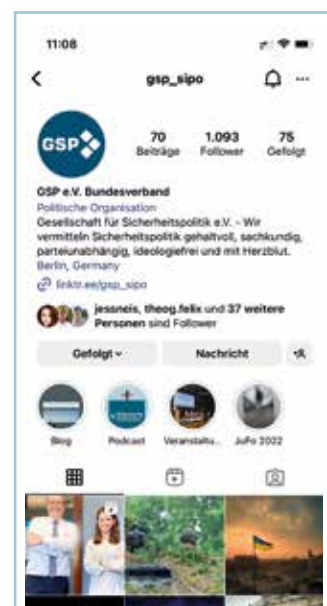 11:08
gsp_sipo
GSP
70 1.093 75
Beiträge Follower Gefolgt
GSP e.V. Bundesverband
Politische Organisation
Gesellschaft für Sicherheitspolitik e.V. - Wir
vermitteln Sicherheitspolitik gehaltvoll, sachkundig,
parteiunabhängig, ideologiefrei und mit Herzblut.
Berlin, Germany
linktr.ee/gsp_sipo
jessneis, theog.felix und 37 weitere
Personen sind Follower
Gefolgt Nachricht
Blog Podcast Veranstaltu... JuFo 2022